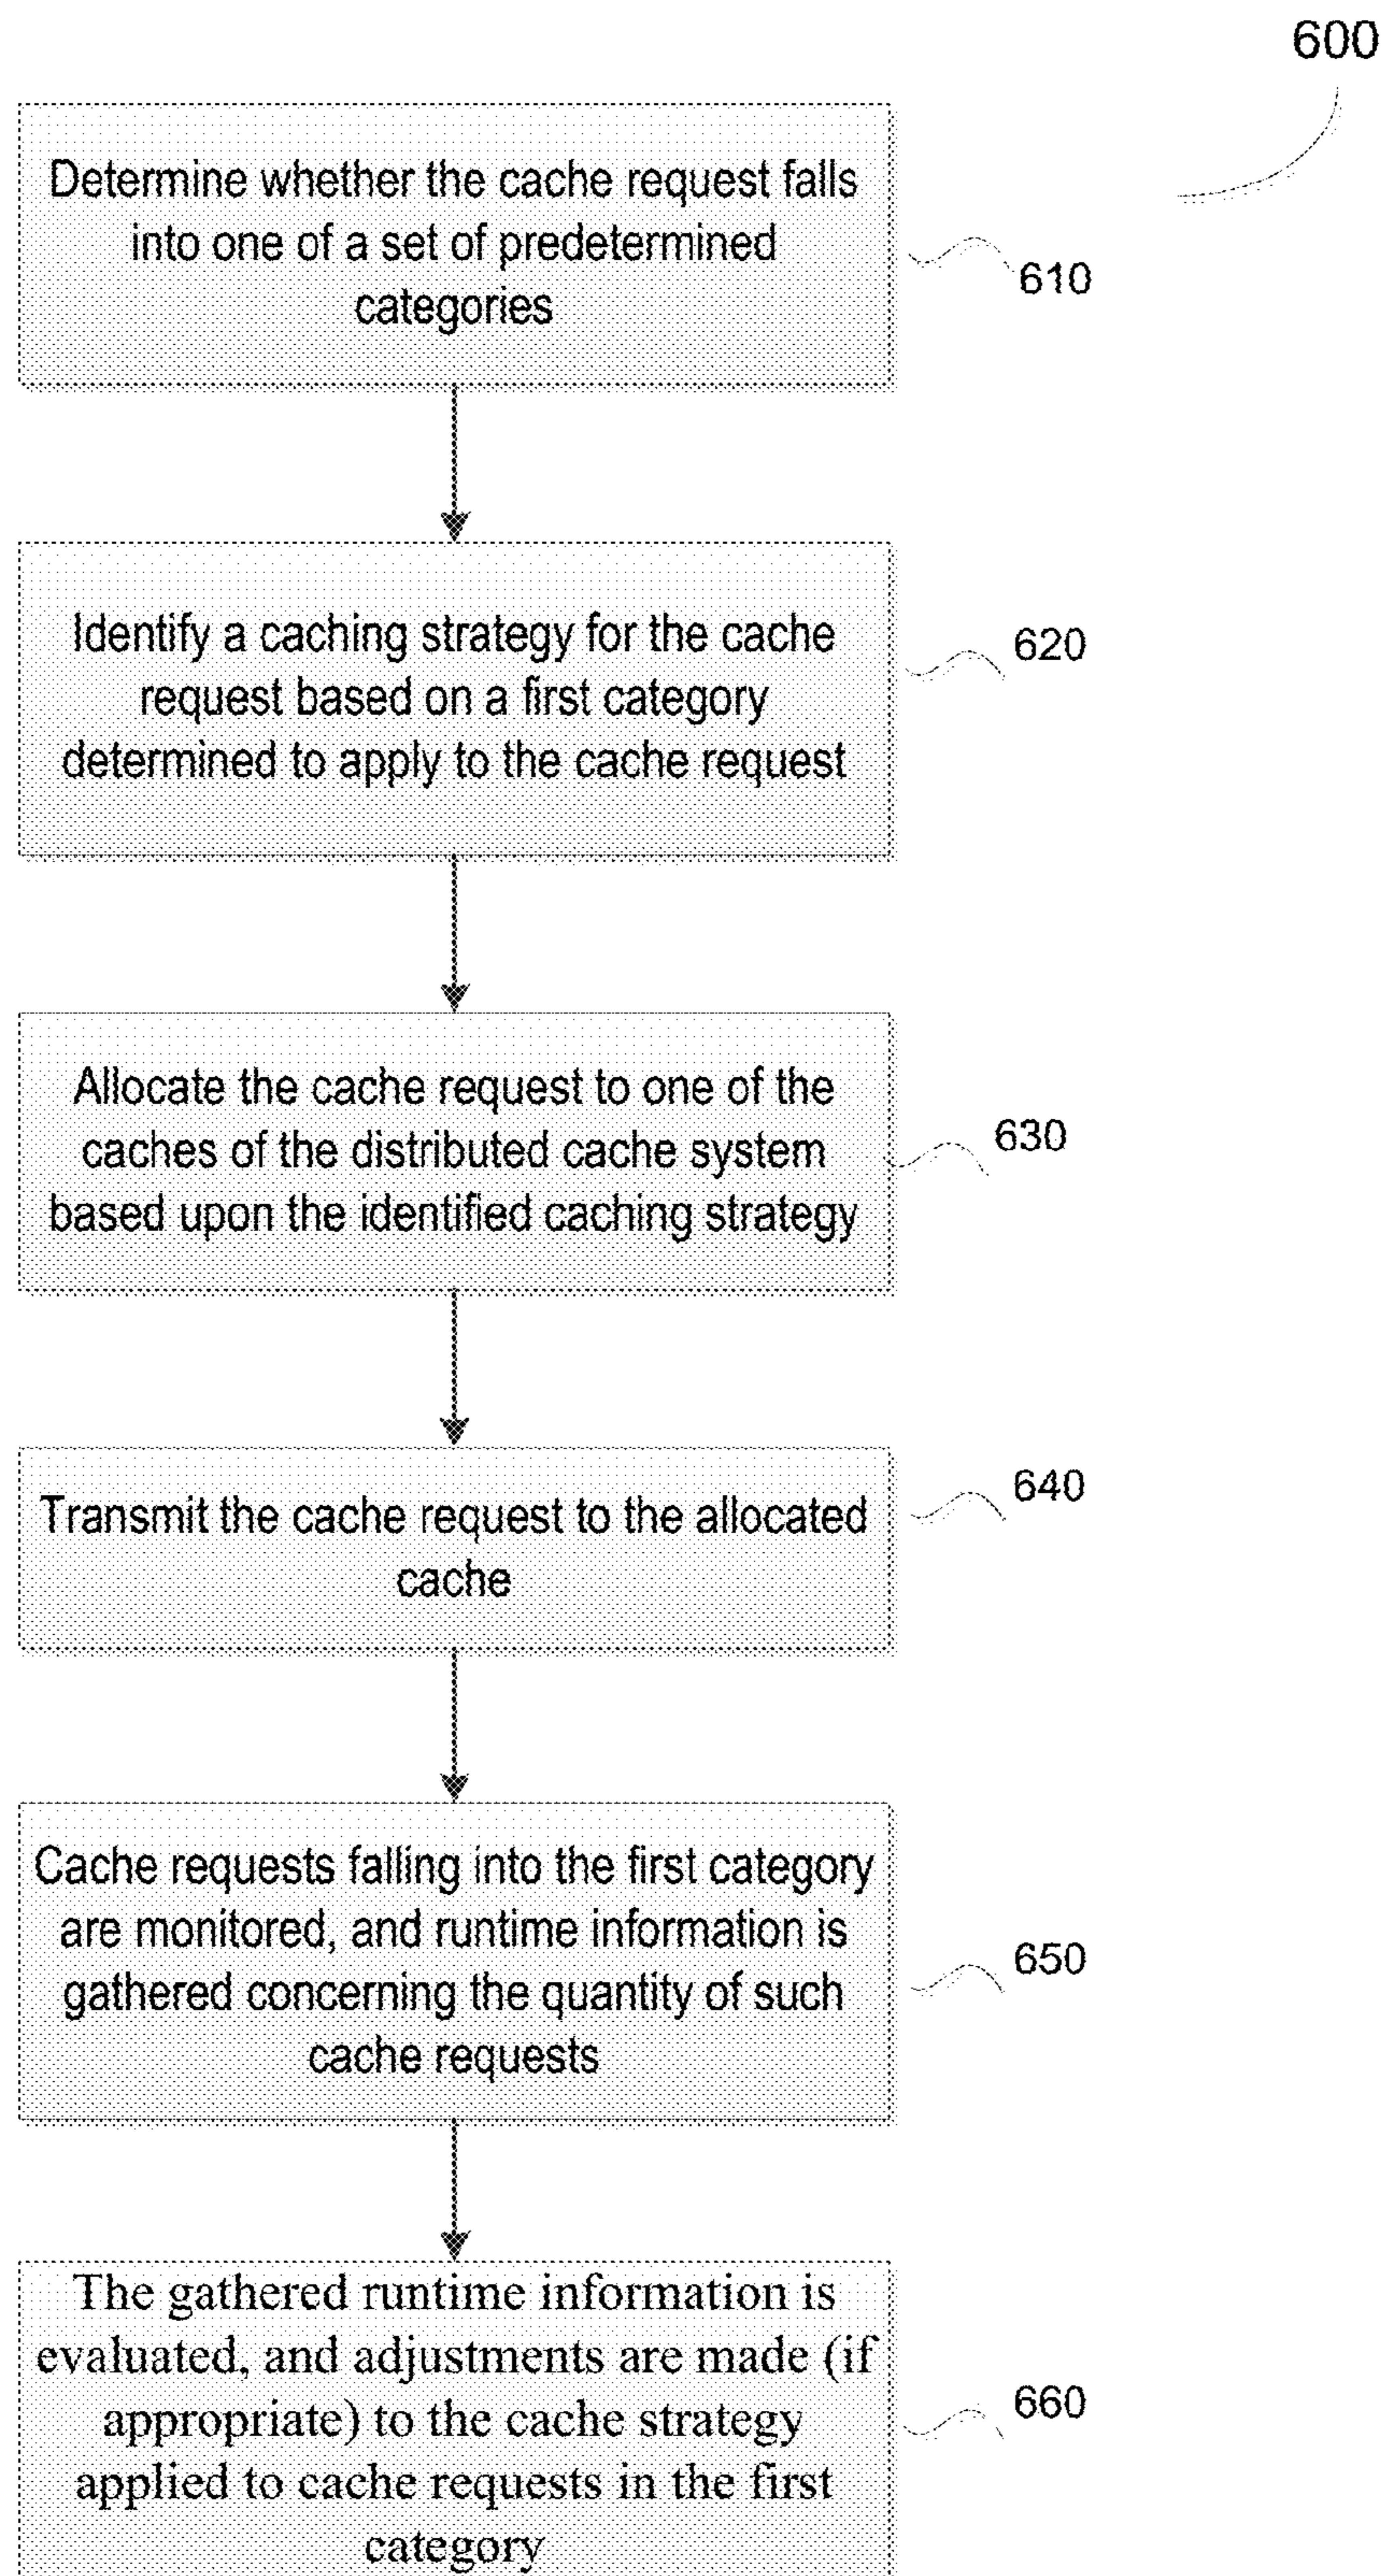 600
Determine whether the cache request falls
into one of a set of predetermined
categories
610
Identify a caching strategy for the cache
request based on a first category
determined to apply to the cache request
620
Allocate the cache request to one of the
caches of the distributed cache system
based upon the identified caching strategy
630
Transmit the cache request to the allocated
cache
640
Cache requests falling into the first category
are monitored, and runtime information is
gathered concerning the quantity of such
cache requests
650
The gathered runtime information is
evaluated, and adjustments are made (if
appropriate) to the cache strategy
applied to cache requests in the first
category
660